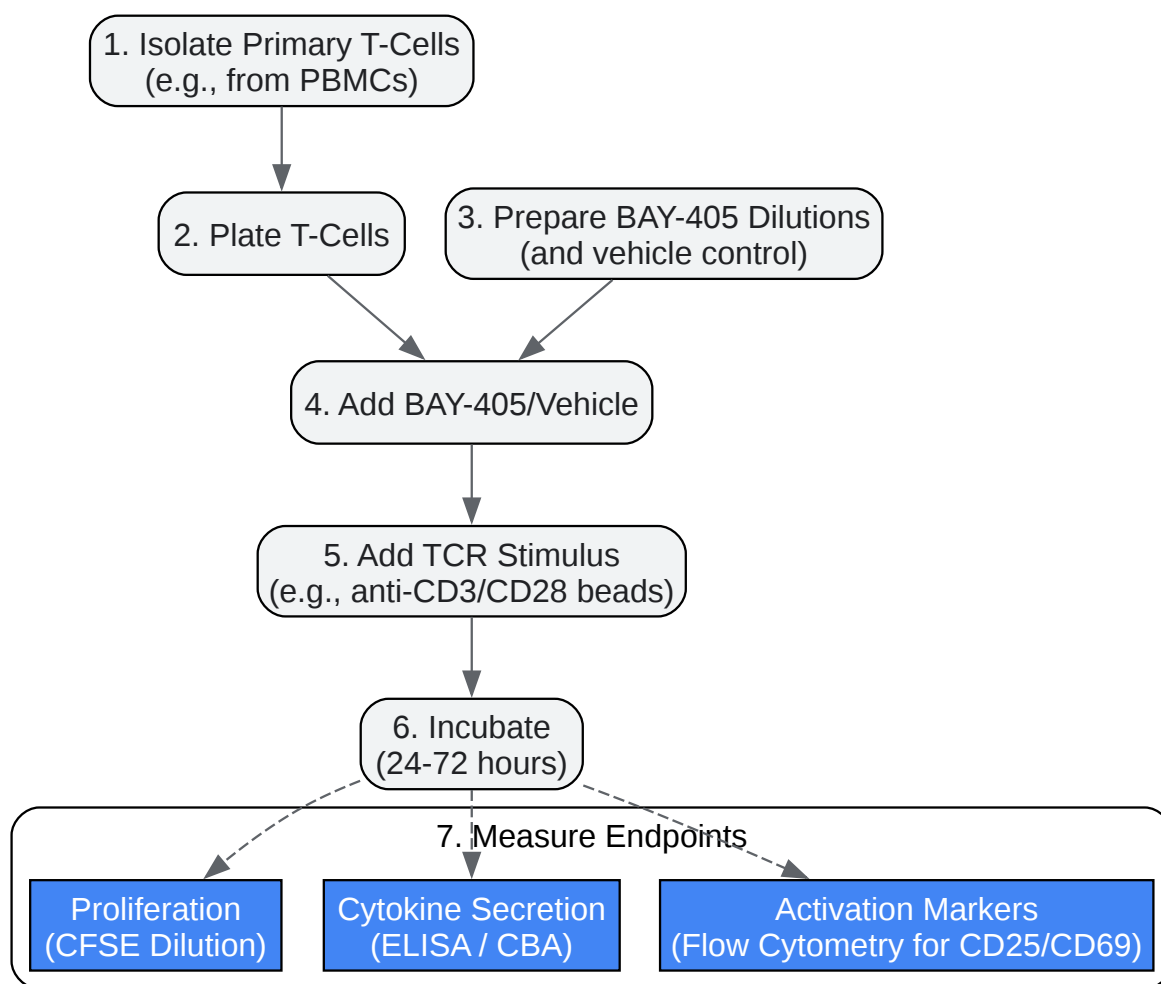 1. Isolate Primary T-Cells
(e.g., from PBMCs)
2. Plate T-Cells
3. Prepare BAY-405 Dilutions
(and vehicle control)
4. Add BAY-405/Vehicle
5. Add TCR Stimulus
(e.g., anti-CD3/CD28 beads)
6. Incubate
(24-72 hours)
7. Measure Endpoints
Proliferation
(CFSE Dilution)
Cytokine Secretion
(ELISA / CBA)
Activation Markers
(Flow Cytometry for CD25/CD69)